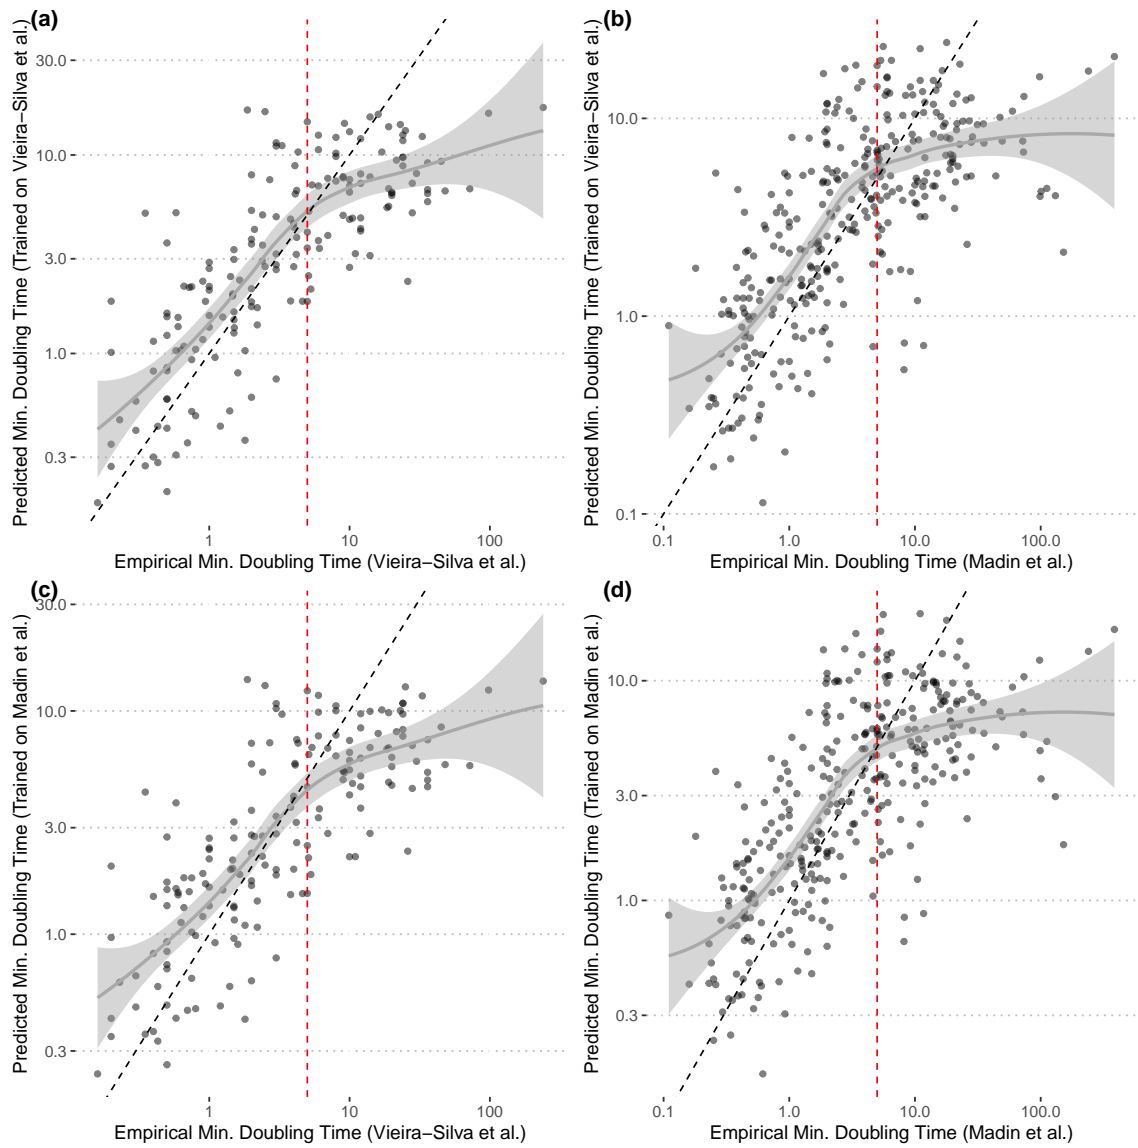 (a)
Predicted Min. Doubling Time (Trained on Vieira−Silva et al.)
30.0
10.0
3.0
1.0
0.3
1
10
100
Empirical Min. Doubling Time (Vieira−Silva et al.)
(b)
Predicted Min. Doubling Time (Trained on Vieira−Silva et al.)
10.0
1.0
0.1
0.1
1.0
10.0
100.0
Empirical Min. Doubling Time (Madin et al.)
(c)
Predicted Min. Doubling Time (Trained on Madin et al.)
30.0
10.0
3.0
1.0
0.3
1
10
100
Empirical Min. Doubling Time (Vieira−Silva et al.)
(d)
Predicted Min. Doubling Time (Trained on Madin et al.)
10.0
3.0
1.0
0.3
0.1
1.0
10.0
100.0
Empirical Min. Doubling Time (Madin et al.)